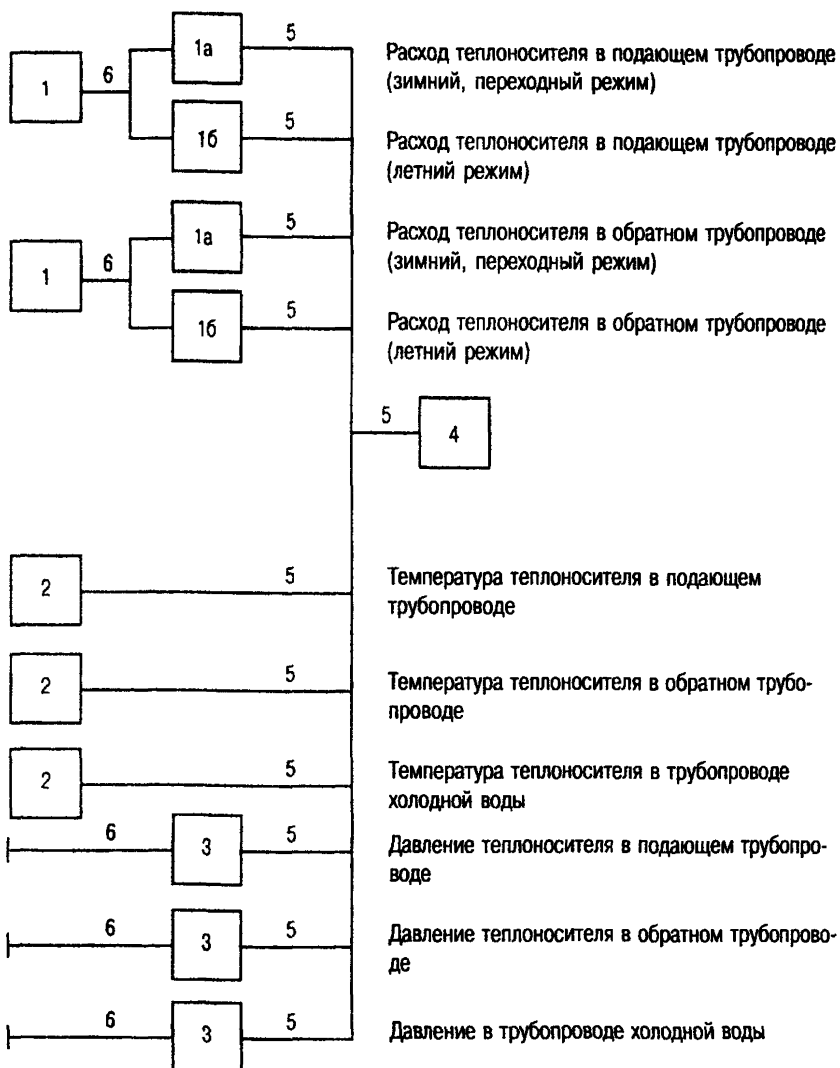 1а
5
Расход теплоносителя в подающем трубопроводе
1
6
(зимний, переходный режим)
1б
5
Расход теплоносителя в подающем трубопроводе
(летний режим)
1а
5
Расход теплоносителя в обратном трубопроводе
1
6
(зимний, переходный режим)
1б
5
Расход теплоносителя в обратном трубопроводе
(летний режим)
5
4
2
5
Температура теплоносителя в подающем
трубопроводе
2
5
Температура теплоносителя в обратном трубо-
проводе
2
5
Температура теплоносителя в трубопроводе
холодной воды
6
3
5
Давление теплоносителя в подающем трубопро-
воде
6
3
5
Давление теплоносителя в обратном трубопрово-
де
6
3
5
Давление в трубопроводе холодной воды